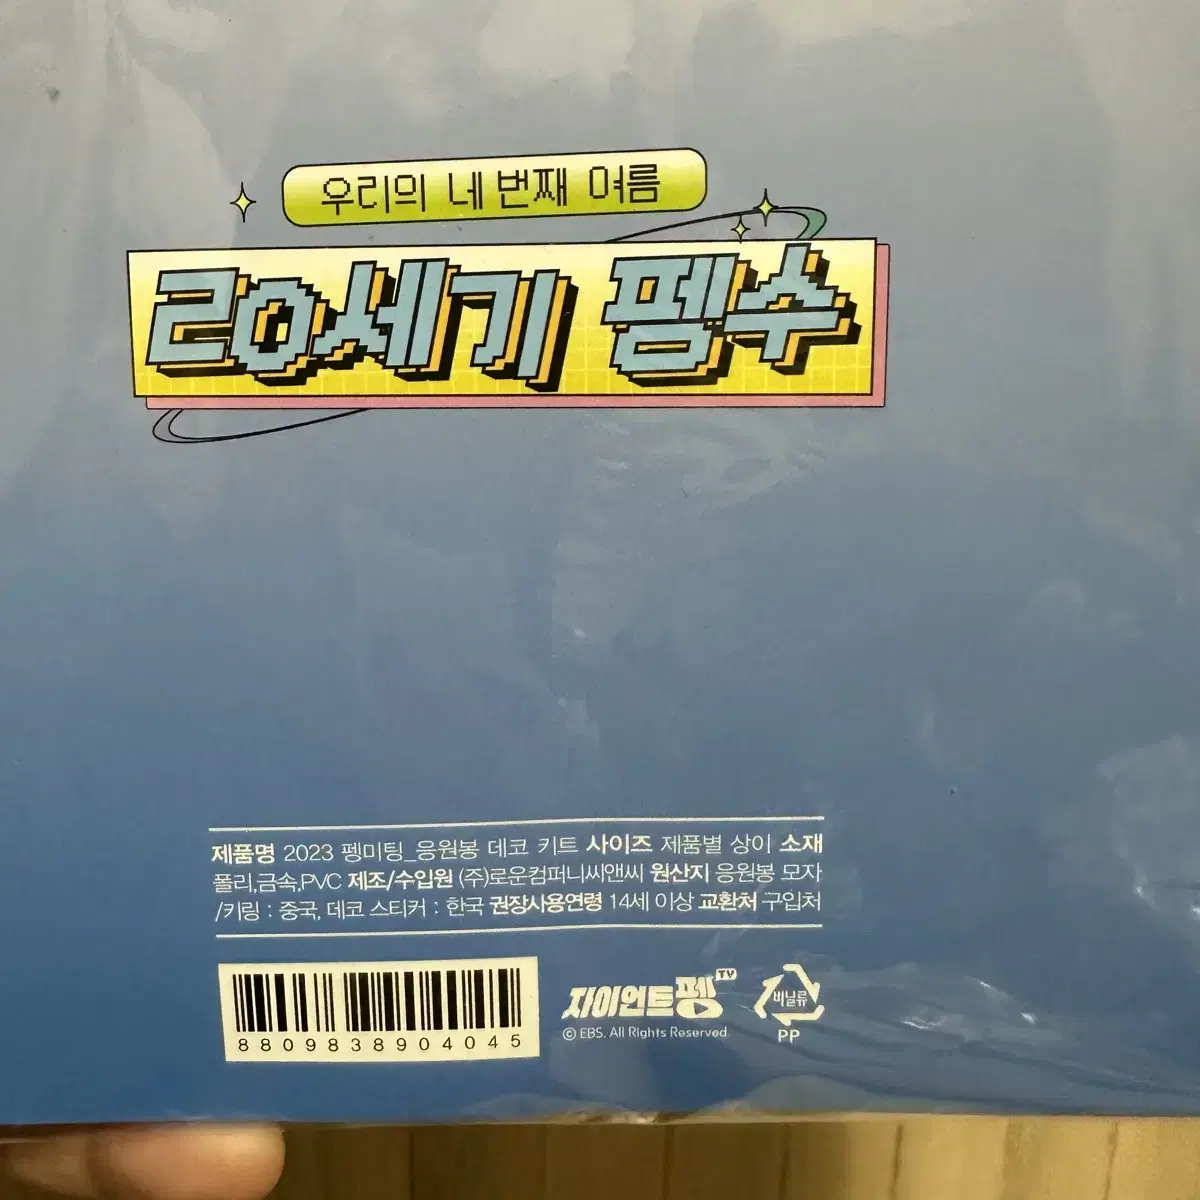 우리의 네 번째 여름
20세기 펭수
제품명 2023 펭미팅_응원봉 데코 키트 사이즈 제품별 상이 소재
폴리,금속,PVC 제조/수입원 (주)로운컴퍼니씨앤씨 원산지 응원봉 모자
/키링 : 중국, 데코 스티커 : 한국 권장사용연령 14세 이상 교환처 구입처
8809838904045
자이언트펭TV
© EBS. All Rights Reserved.
비닐류
PP